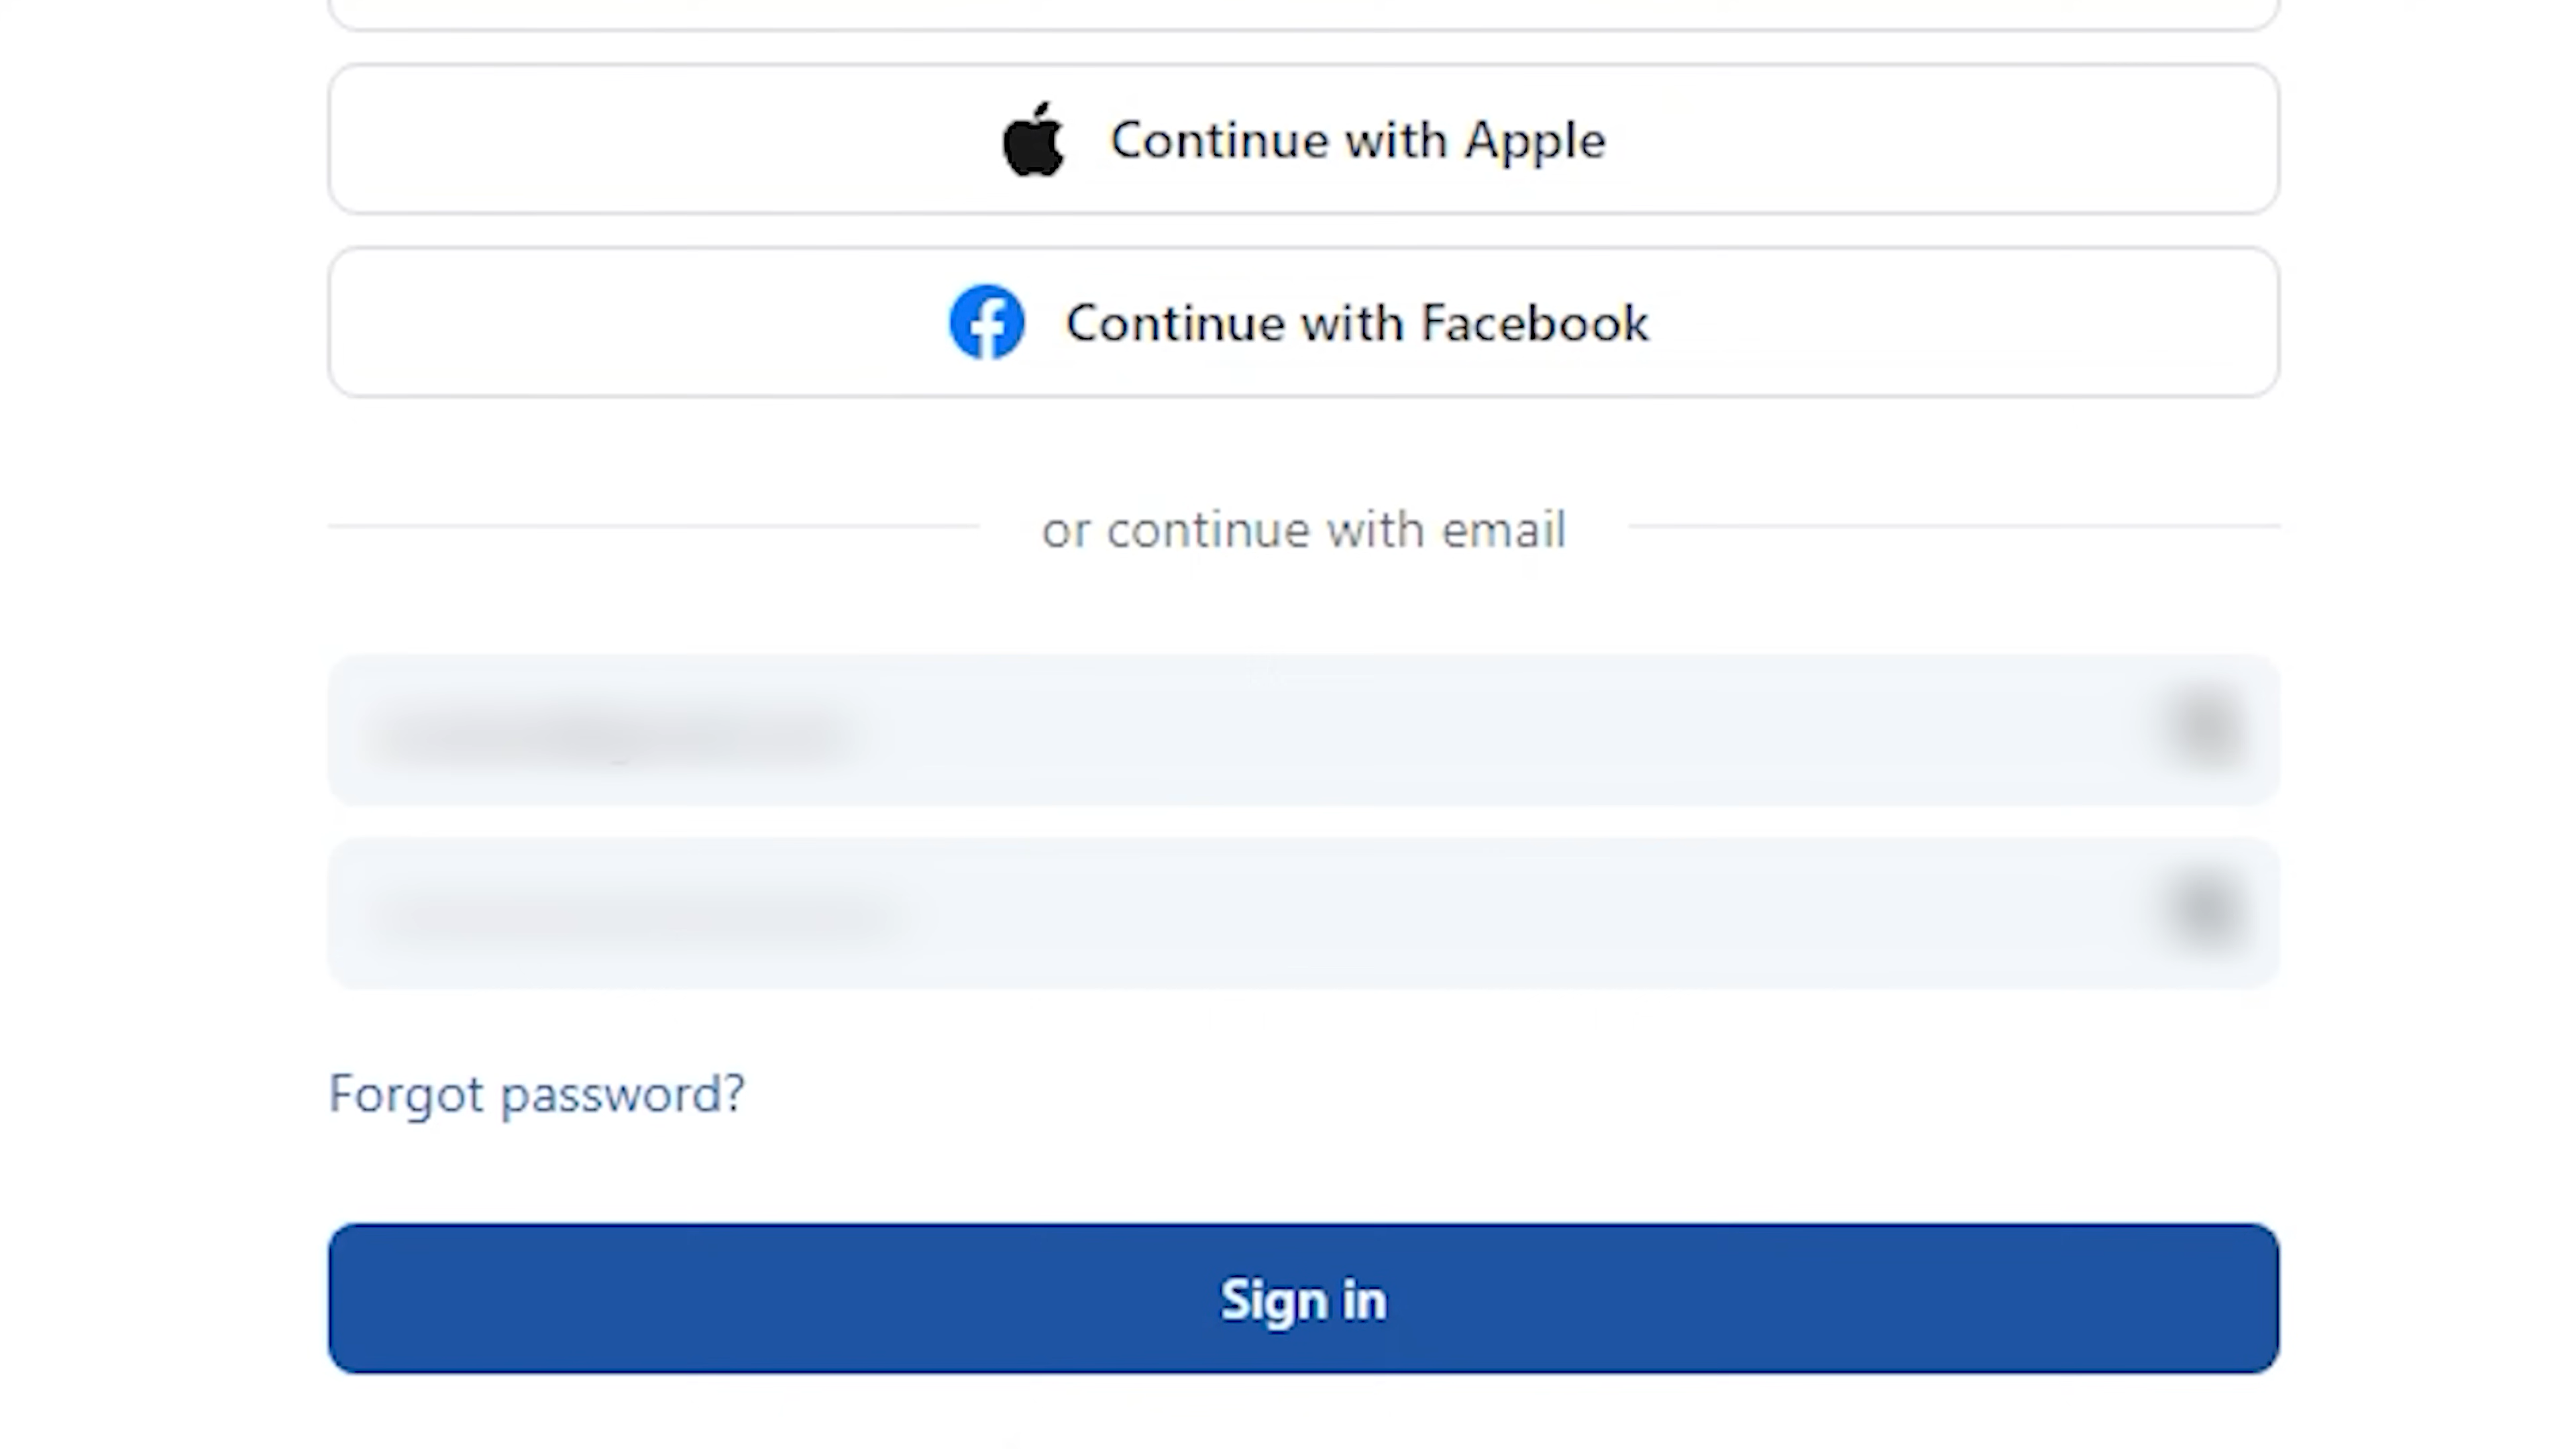 Continue with Apple
Continue with Facebook
or continue with email
Forgot password?
Sign in